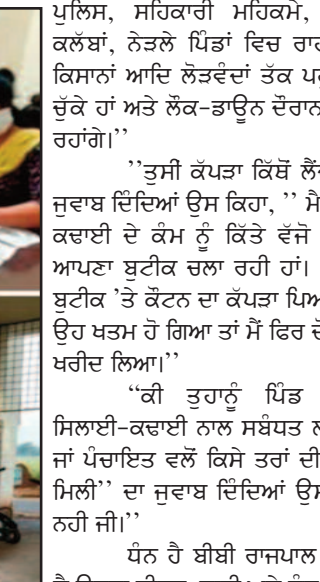 ਪੁਲਿਸ, ਸਹਿਕਾਰੀ ਮਹਿਕਮੇ,
ਕਲੱਬਾਂ, ਨੇੜਲੇ ਪਿੰਡਾਂ ਵਿਚ
ਕਿਸਾਨਾਂ ਆਦਿ ਲੋੜਵੰਦਾਂ ਤੱਕ
ਚੁੱਕੇ ਹਾਂ ਅਤੇ ਲੌਕ-ਡਾਊਨ ਦੌਰਾਨ
ਰਹਾਂਗੇ।’’
’’ਤੁਸੀਂ ਕੱਪੜਾ ਕਿੱਥੋਂ
ਜੁਵਾਬ ਦਿੰਦਿਆਂ ਉਸ ਕਿਹਾ, ’’
ਕਢਾਈ ਦੇ ਕੰਮ ਨੂੰ ਕਿੱਤੇ ਵੱਜੋ
ਆਪਣਾ ਬੁਟੀਕ ਚਲਾ ਰਹੀ ਹਾਂ।
ਬੁਟੀਕ ’ਤੇ ਕੌਟਨ ਦਾ ਕੱਪੜਾ
ਉਹ ਖਤਮ ਹੋ ਗਿਆ ਤਾਂ ਮੈਂ ਫਿਰ
ਖਰੀਦ ਲਿਆ।’’
“ਕੀ ਤੁਹਾਨੂੰ ਪਿੰਡ
ਸਿਲਾਈ-ਕਢਾਈ ਨਾਲ ਸਬੰਧਤ
ਜਾਂ ਪੰਚਾਇਤ ਵਲੋਂ ਕਿਸੇ ਤਰਾਂ ਦੀ
ਮਿਲੀ’’ ਦਾ ਜੁਵਾਬ ਦਿੰਦਿਆਂ
ਨਹੀ ਜੀ।’’
ਧੰਨ ਹੈ ਬੀਬੀ ਰਾਜਪਾਲ